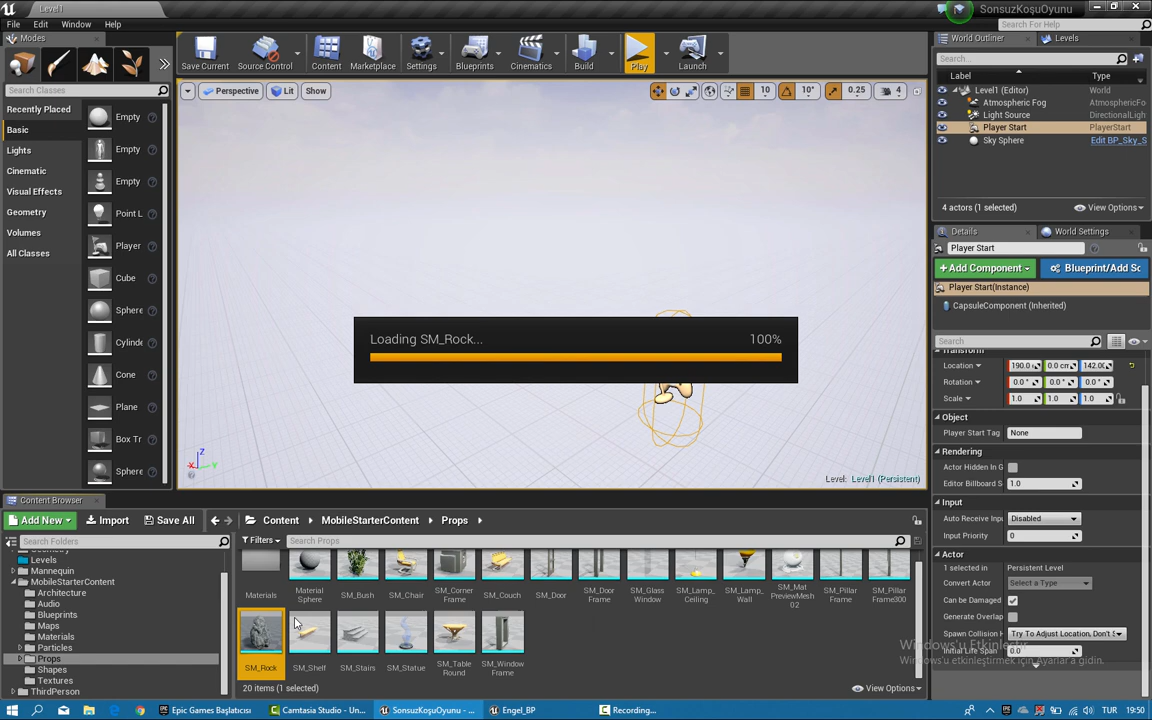 Level1
SonsuzKoşuOyunu
File Edit Window Help
Search For Help
Modes
Save Current
Source Control
Content
Marketplace
Settings
Blueprints
Cinematics
Build
Play
Launch
World Outliner
Levels
Search...
Label
Type
Level1 (Editor) World
Atmospheric Fog AtmosphericFo
Light Source DirectionalLigh
Player Start PlayerStart
Sky Sphere Edit BP_Sky_S
4 actors (1 selected)
View Options
Search Classes
Recently Placed
Basic
Lights
Cinematic
Visual Effects
Geometry
Volumes
All Classes
Empty
Empty
Empty
Point L
Player
Cube
Sphere
Cylinde
Cone
Plane
Box Tr
Sphere
Perspective
Lit
Show
10
10°
0.25
4
Loading SM_Rock...
100%
X Z Y
Level: Level1 (Persistent)
Details
World Settings
Player Start
+Add Component
Blueprint/Add Sc
Player Start(Instance)
CapsuleComponent (Inherited)
Search
Transform
Location 190.0 0.0 cm 142.0
Rotation 0.0 ° 0.0 ° 0.0 °
Scale 1.0 1.0 1.0
Object
Player Start Tag None
Rendering
Actor Hidden In G
Editor Billboard S 1.0
Input
Auto Receive Inpu Disabled
Input Priority 0
Actor
1 selected in Persistent Level
Convert Actor Select a Type
Can be Damaged
Generate Overlap
Spawn Collision H Try To Adjust Location, Don't S
Initial Life Span 0.0
Windows'u Etkinleştir
Windows'u etkinleştirmek için Ayarlar'a gidin.
Content Browser
Add New
Import
Save All
Content
MobileStarterContent
Props
Search Folders
Filters
Search Props
Geometry
Levels
Mannequin
MobileStarterContent
Architecture
Audio
Blueprints
Maps
Materials
Particles
Props
Shapes
Textures
ThirdPerson
Materials
Material Sphere
SM_Bush
SM_Chair
SM_Corner Frame
SM_Couch
SM_Door
SM_Door Frame
SM_Glass Window
SM_Lamp_ Ceiling
SM_Lamp_ Wall
SM_Mat PreviewMesh 02
SM_Pillar Frame
SM_Pillar Frame300
SM_Rock
SM_Shelf
SM_Stairs
SM_Statue
SM_Table Round
SM_Window Frame
20 items (1 selected)
View Options
Epic Games Başlatıcısı
Camtasia Studio - Un...
SonsuzKoşuOyunu - ...
Engel_BP
Recording...
TUR
19:50